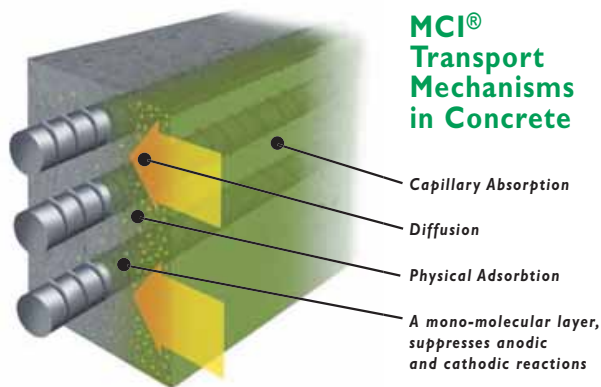 MCI®
Transport
Mechanisms
in Concrete
Capillary Absorption
Diffusion
Physical Adsorbtion
A mono-molecular layer,
suppresses anodic
and cathodic reactions